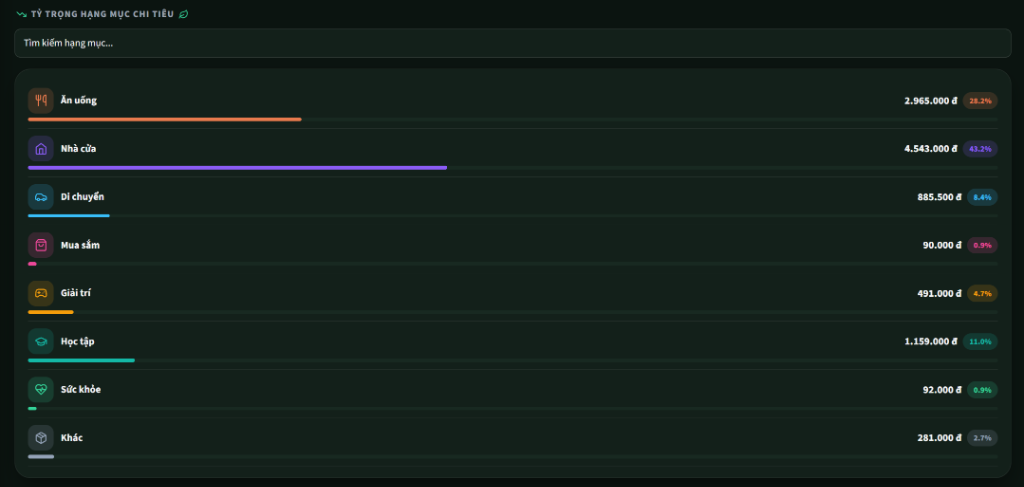 TỶ TRỌNG HẠNG MỤC CHI TIÊU
Tìm kiếm hạng mục...
Ăn uống 2.965.000 đ 28.2%
Nhà cửa 4.543.000 đ 43.2%
Di chuyển 885.500 đ 8.4%
Mua sắm 90.000 đ 0.9%
Giải trí 491.000 đ 4.7%
Học tập 1.159.000 đ 11.0%
Sức khỏe 92.000 đ 0.9%
Khác 281.000 đ 2.7%